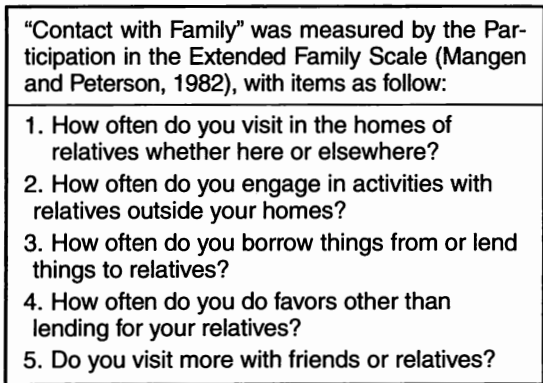 “Contact with Family” was measured by the Par-
ticipation in the Extended Family Scale (Mangen
and Peterson, 1982), with items as follow:
1. How often do you visit in the homes of
relatives whether here or elsewhere?
2. How often do you engage in activities with
relatives outside your homes?
3. How often do you borrow things from or lend
things to relatives?
4. How often do you do favors other than
lending for your relatives?
5. Do you visit more with friends or relatives?